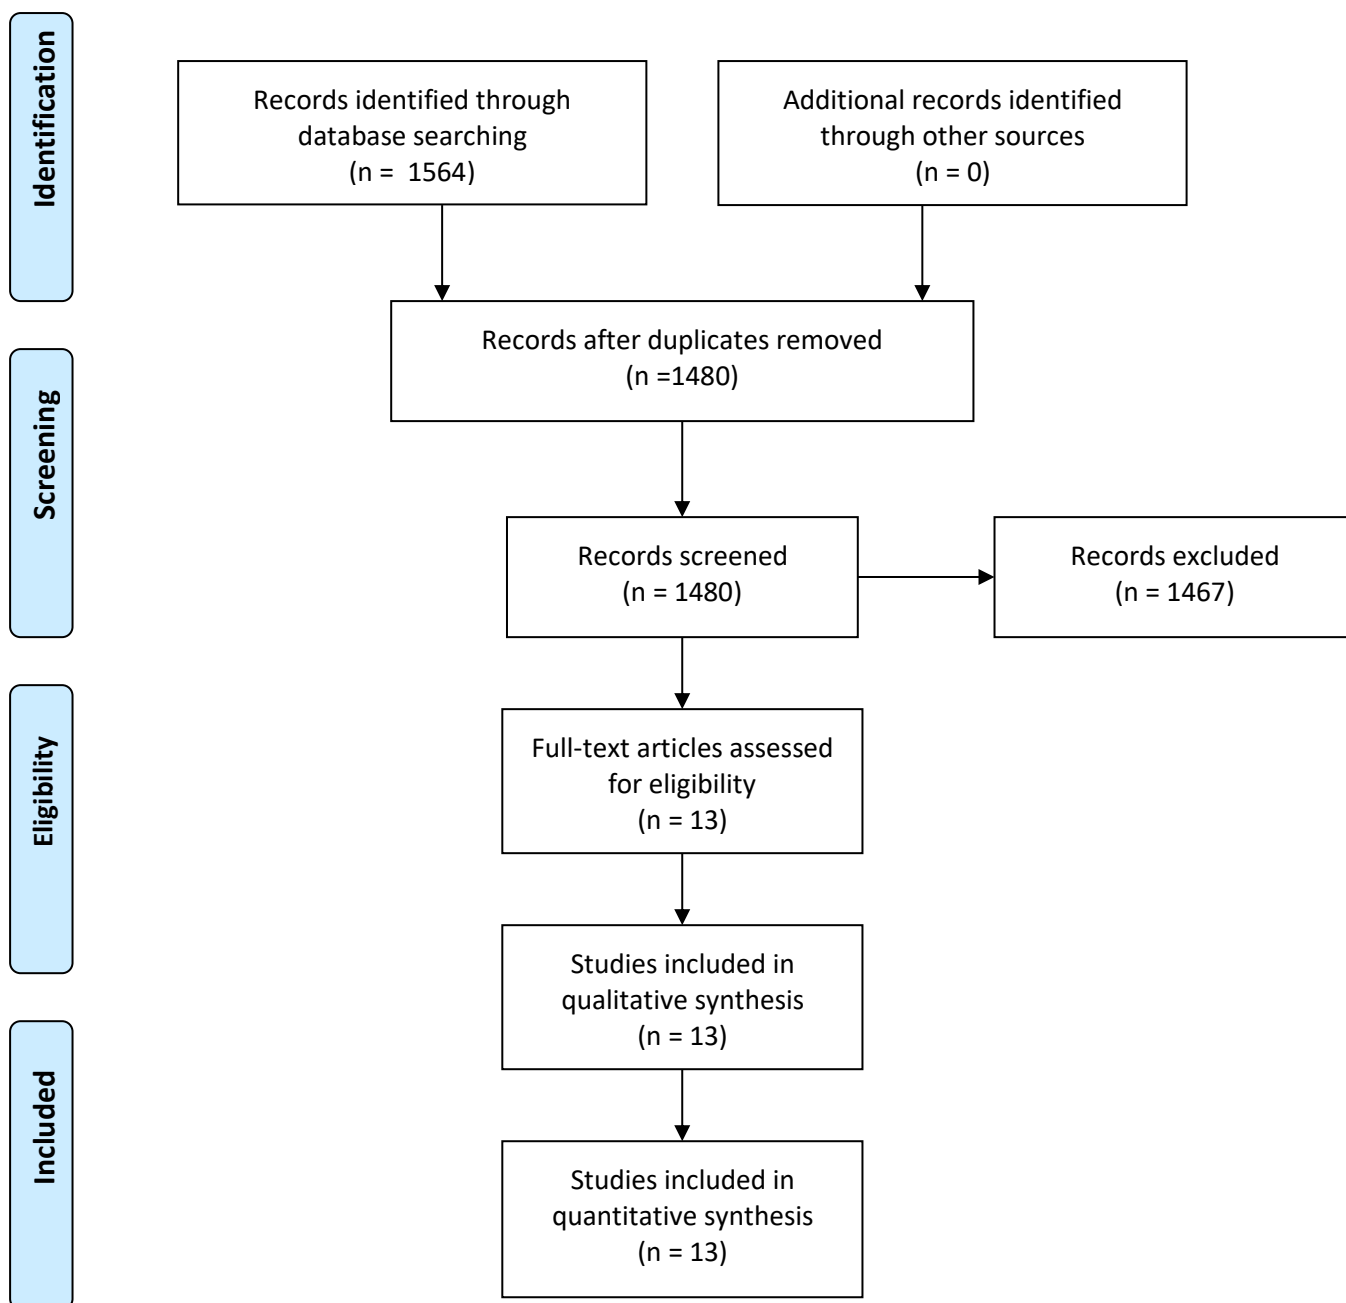 Identification
Records identified through
database searching
(n =  1564)
Additional records identified
through other sources
(n = 0)
Records after duplicates removed
(n =1480)
Screening
Records screened
(n = 1480)
Records excluded
(n = 1467)
Eligibility
Full-text articles assessed
for eligibility
(n = 13)
Studies included in
qualitative synthesis
(n = 13)
Included
Studies included in
quantitative synthesis
(n = 13)